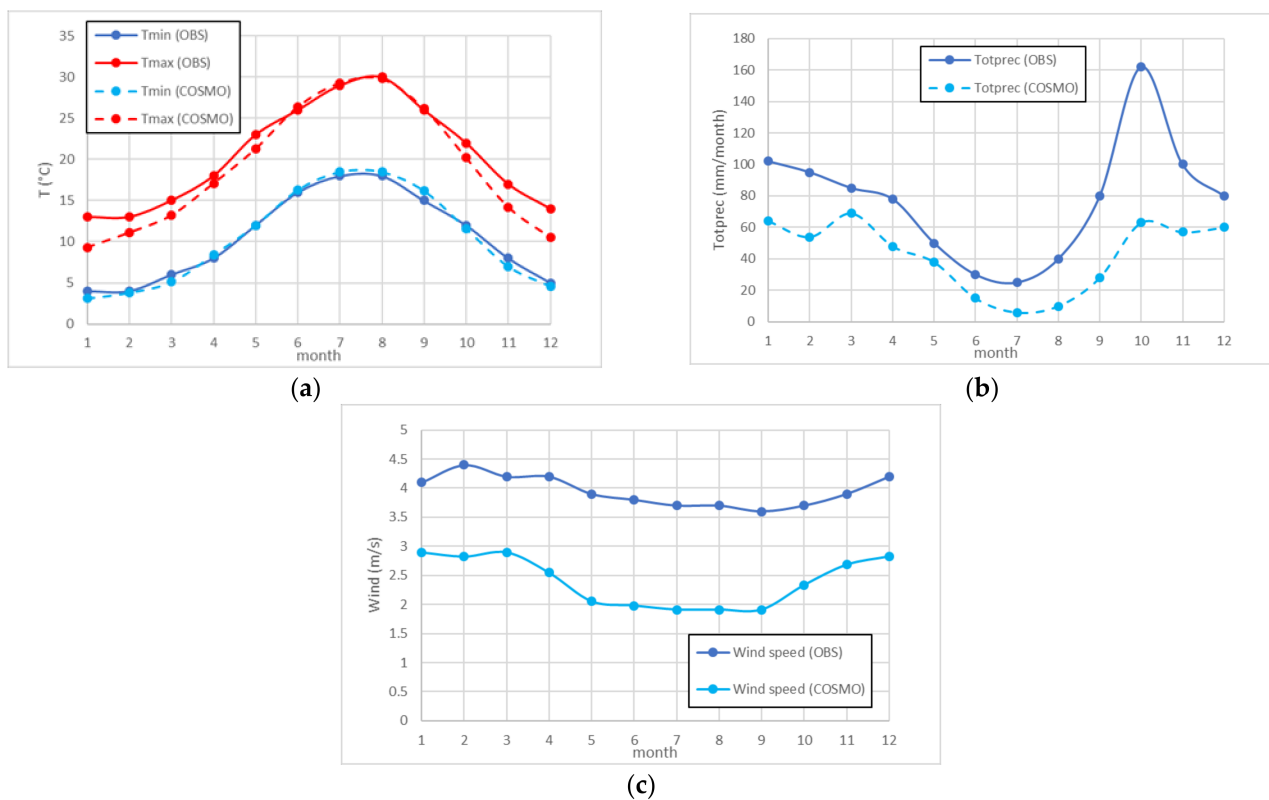 35
30
25
20
15
10
5
0
T (°C)
Tmin (OBS)
Tmax (OBS)
Tmin (COSMO)
Tmax (COSMO)
1 2 3 4 5 6 7 8 9 10 11 12
month
(a)
180
160
140
120
100
80
60
40
20
0
Totprec (mm/month)
Totprec (OBS)
Totprec (COSMO)
1 2 3 4 5 6 7 8 9 10 11 12
month
(b)
5
4.5
4
3.5
3
2.5
2
1.5
1
0.5
0
Wind (m/s)
Wind speed (OBS)
Wind speed (COSMO)
1 2 3 4 5 6 7 8 9 10 11 12
month
(c)